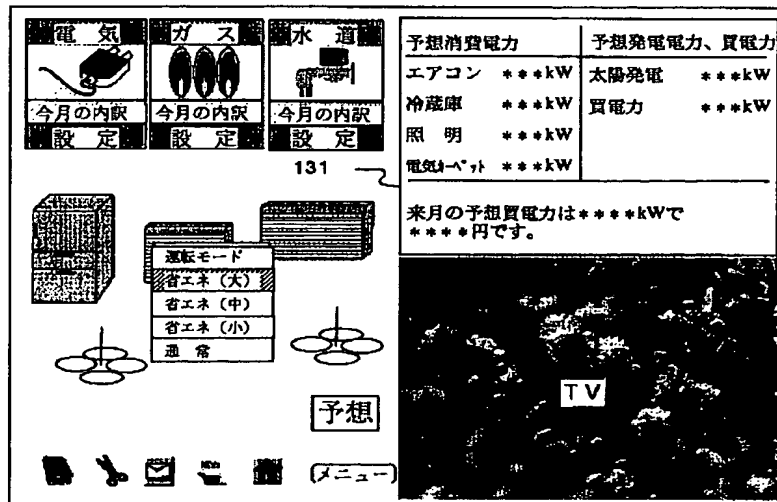 電気
今月の内訳
設定
ガス
今月の内訳
設定
水道
今月の内訳
設定
131
予想消費電力
エアコン ***kW
冷蔵庫 ***kW
照 明 ***kW
電気カーペット ***kW
予想発電電力、買電力
太陽発電 ***kW
買電力 ***kW
来月の予想買電力は****kWで
****円です。
運転モード
省エネ(大)
省エネ(中)
省エネ(小)
通 常
TV
予想
メニュー